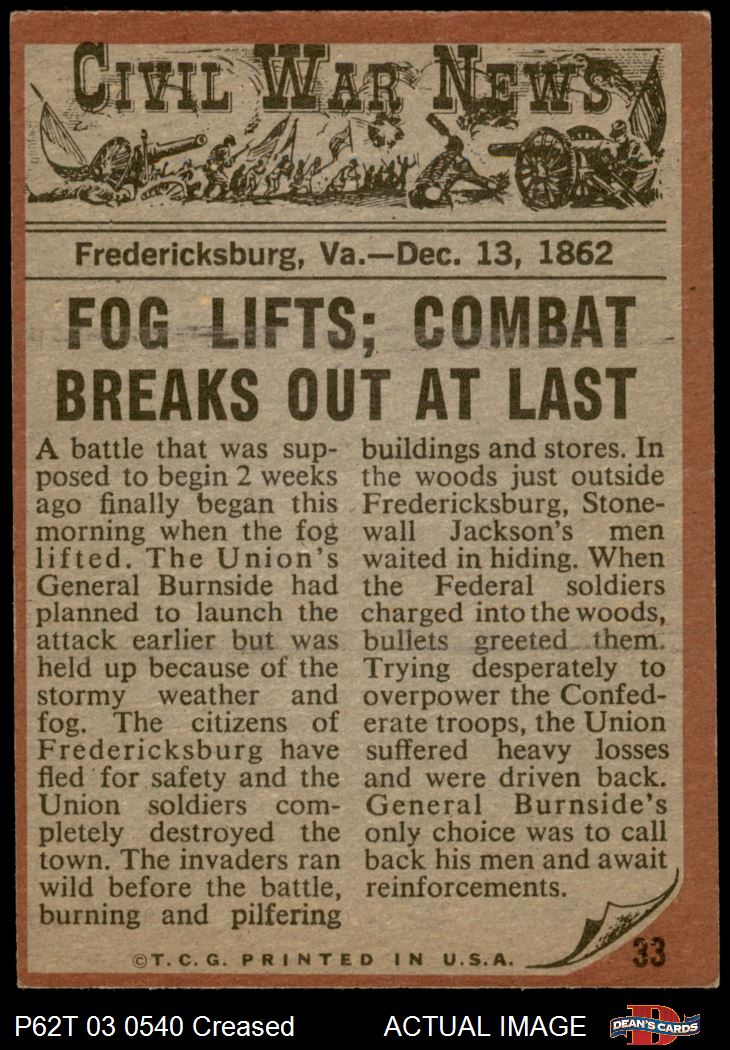 CIVIL WAR NEWS
Fredericksburg, Va.—Dec. 13, 1862
FOG LIFTS; COMBAT
BREAKS OUT AT LAST
A battle that was sup-
posed to begin 2 weeks
ago finally began this
morning when the fog
lifted. The Union's
General Burnside had
planned to launch the
attack earlier but was
held up because of the
stormy weather and
fog. The citizens of
Fredericksburg have
fled for safety and the
Union soldiers com-
pletely destroyed the
town. The invaders ran
wild before the battle,
burning and pilfering
buildings and stores. In
the woods just outside
Fredericksburg, Stone-
wall Jackson's men
waited in hiding. When
the Federal soldiers
charged into the woods,
bullets greeted them.
Trying desperately to
overpower the Confed-
erate troops, the Union
suffered heavy losses
and were driven back.
General Burnside's
only choice was to call
back his men and await
reinforcements.
©T.C.G. PRINTED IN U.S.A.
33
P62T 03 0540 Creased ACTUAL IMAGE DEAN'S CARDS